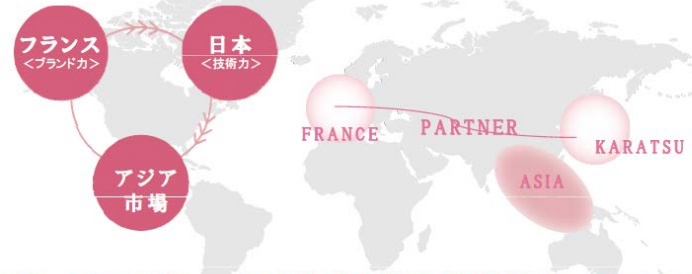 フランス
<ブランド力>
日本
<技術力>
アジア
市場
FRANCE
PARTNER
KARATSU
ASIA